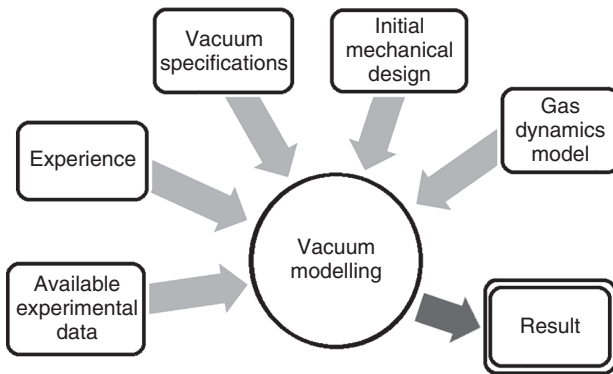 Vacuum
specifications
Initial
mechanical
design
Gas
dynamics
model
Experience
Vacuum
modelling
Available
experimental
data
Result